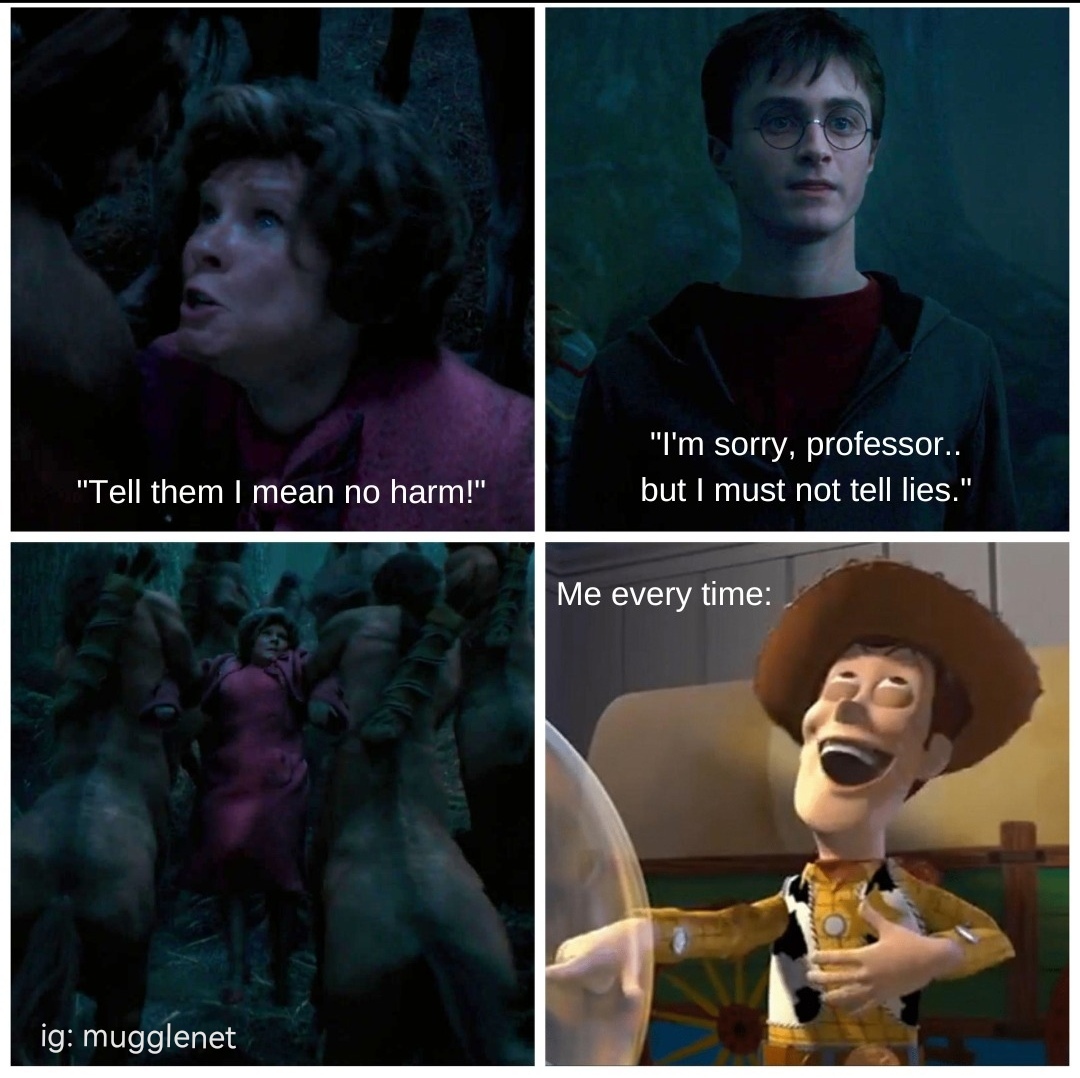 "Tell them I mean no harm!"
"I'm sorry, professor..
but I must not tell lies."
ig: mugglenet
Me every time: